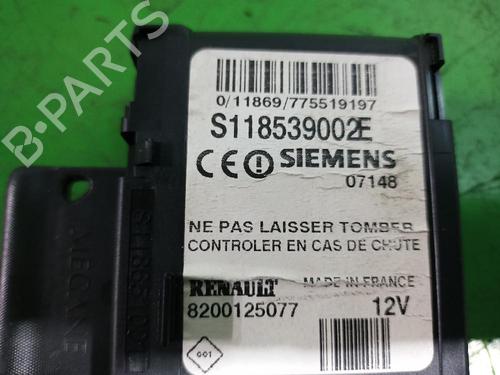 B-PARTS
0/11869/775519197
S118539002E
CE SIEMENS
07148
NE PAS LAISSER TOMBER
CONTROLER EN CAS DE CHUTE
RENAULT MADE IN FRANCE
8200125077 12V
001
MEGANE